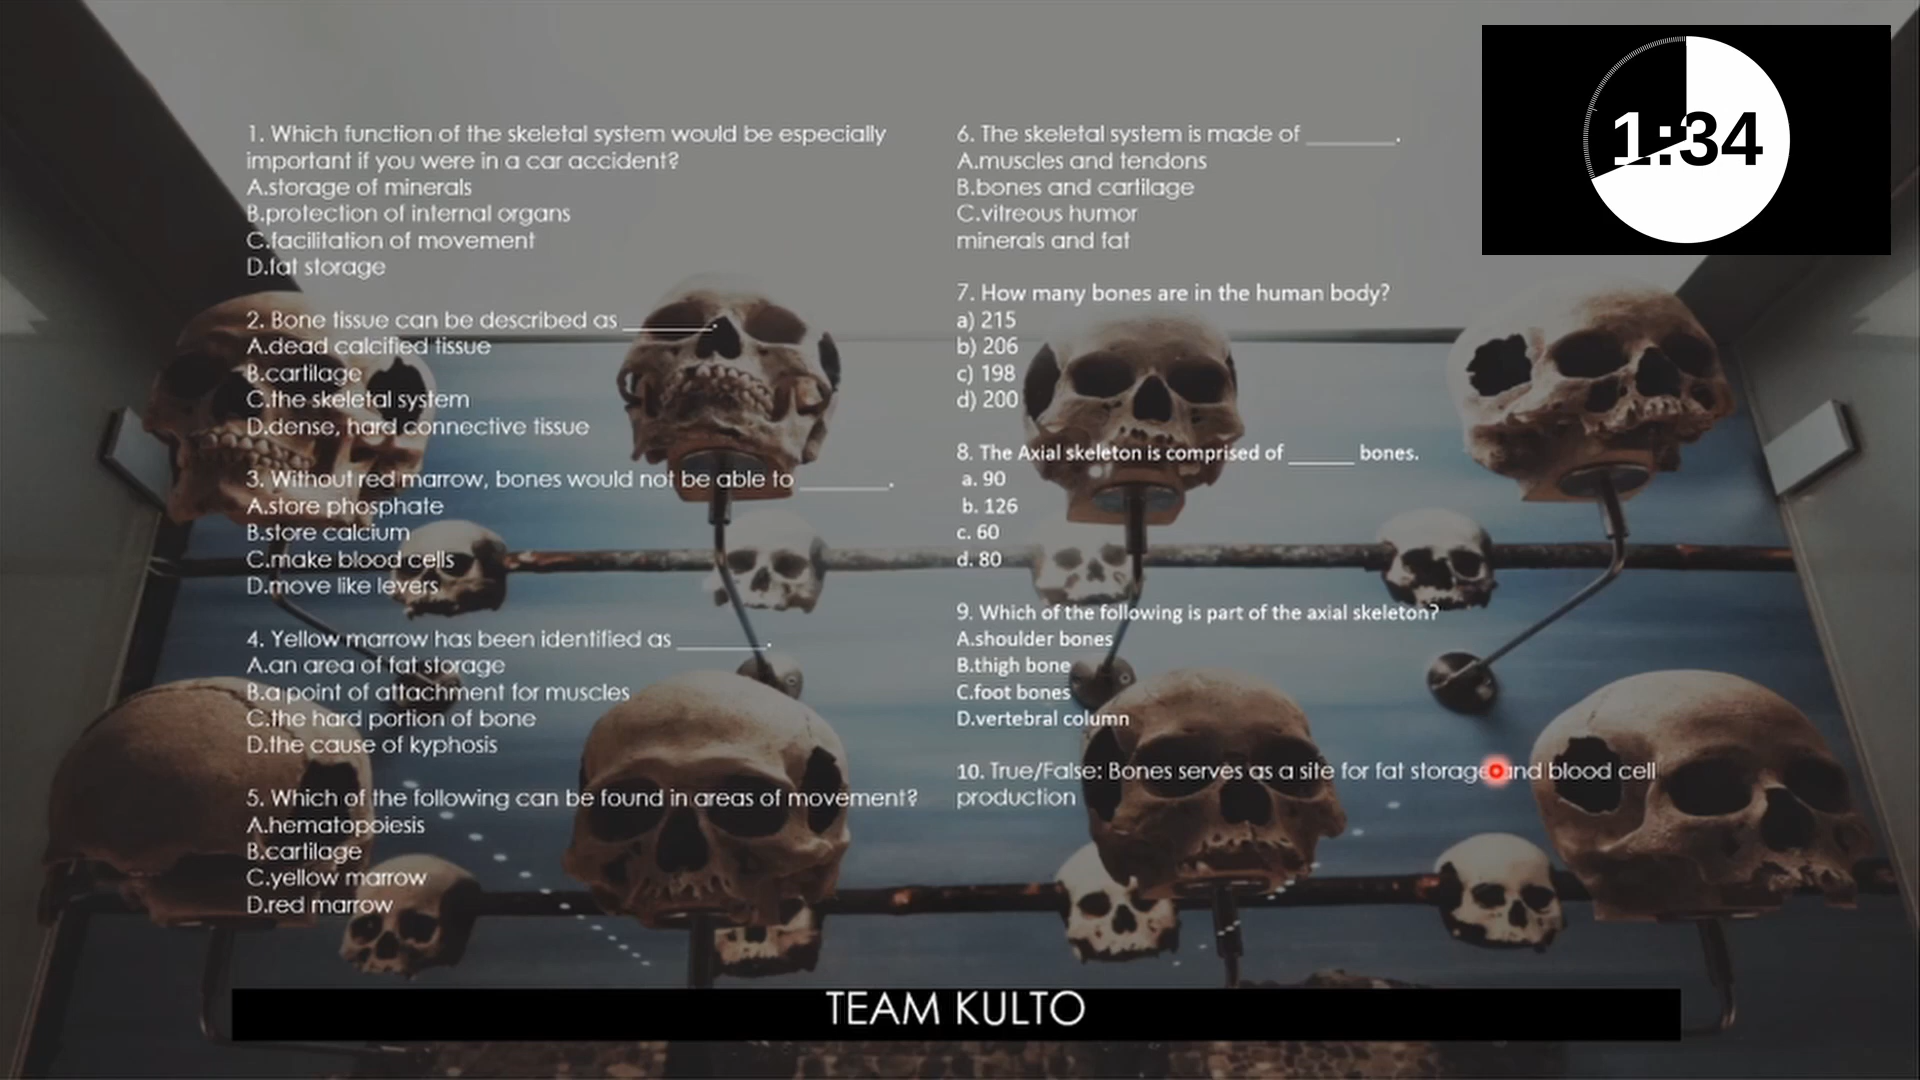 1. Which function of the skeletal system would be especially
important if you were in a car accident?
A.storage of minerals
B.protection of internal organs
C.facilitation of movement
D.fat storage
2. Bone tissue can be described as ________.
A.dead calcified tissue
B.cartilage
C.the skeletal system
D.dense, hard connective tissue
3. Without red marrow, bones would not be able to ________.
A.store phosphate
B.store calcium
C.make blood cells
D.move like levers
4. Yellow marrow has been identified as ________.
A.an area of fat storage
B.a point of attachment for muscles
C.the hard portion of bone
D.the cause of kyphosis
5. Which of the following can be found in areas of movement?
A.hematopoiesis
B.cartilage
C.yellow marrow
D.red marrow
6. The skeletal system is made of ________.
A.muscles and tendons
B.bones and cartilage
C.vitreous humor
minerals and fat
7. How many bones are in the human body?
a) 215
b) 206
c) 198
d) 200
8. The Axial skeleton is comprised of ______ bones.
a. 90
b. 126
c. 60
d. 80
9. Which of the following is part of the axial skeleton?
A.shoulder bones
B.thigh bone
C.foot bones
D.vertebral column
10. True/False: Bones serves as a site for fat storage and blood cell
production
1:34
TEAM KULTO